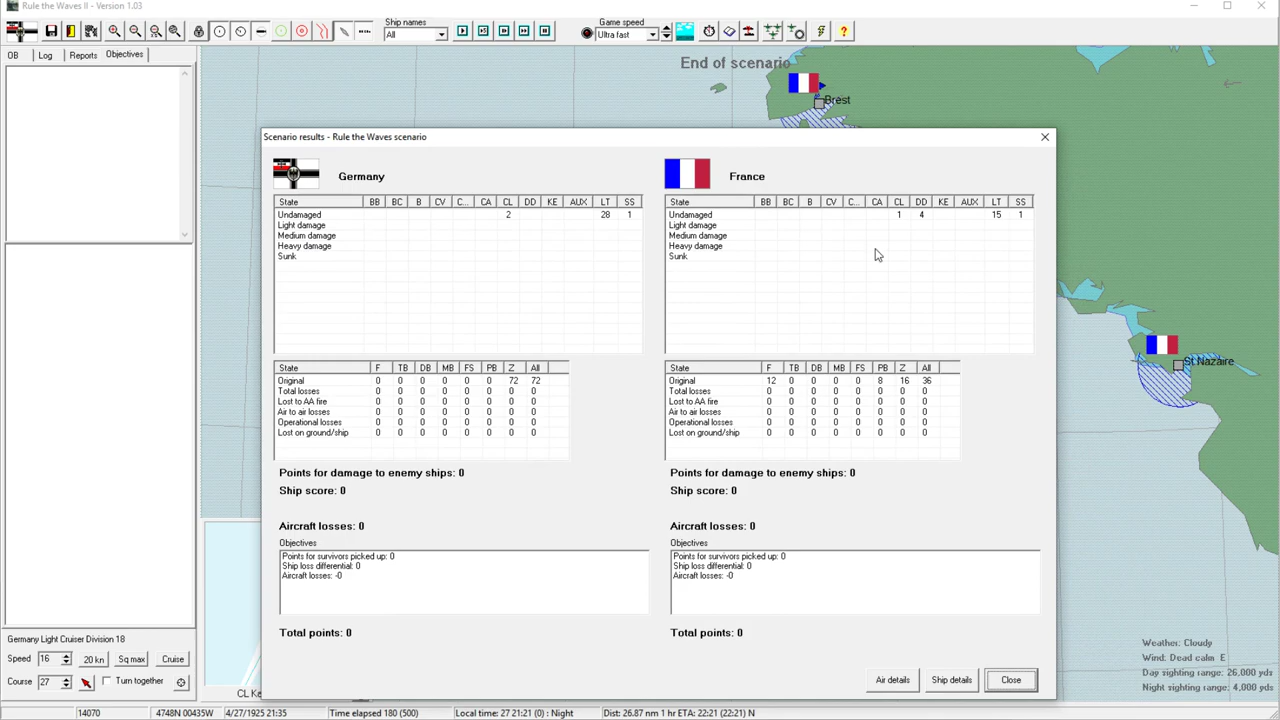 Rule the Waves II - Version 1.03
Ship names
Game speed
All
Ultra fast
OB Log Reports Objectives
End of scenario
Brest
St Nazaire
Scenario results - Rule the Waves scenario
Germany
France
State BB BC B CV C... CA CL DD KE AUX LT SS
Undamaged 2 28 1
Light damage
Medium damage
Heavy damage
Sunk
State BB BC B CV C... CA CL DD KE AUX LT SS
Undamaged 1 4 15 1
Light damage
Medium damage
Heavy damage
Sunk
State F TB DB MB FS PB Z All
Original 0 0 0 0 0 0 72 72
Total losses 0 0 0 0 0 0 0 0
Lost to AA fire 0 0 0 0 0 0 0 0
Air to air losses 0 0 0 0 0 0 0 0
Operational losses 0 0 0 0 0 0 0 0
Lost on ground/ship 0 0 0 0 0 0 0 0
State F TB DB MB FS PB Z All
Original 12 0 0 0 0 8 16 36
Total losses 0 0 0 0 0 0 0 0
Lost to AA fire 0 0 0 0 0 0 0 0
Air to air losses 0 0 0 0 0 0 0 0
Operational losses 0 0 0 0 0 0 0 0
Lost on ground/ship 0 0 0 0 0 0 0 0
Points for damage to enemy ships: 0
Ship score: 0
Aircraft losses: 0
Objectives
Points for survivors picked up: 0
Ship loss differential: 0
Aircraft losses: -0
Total points: 0
Points for damage to enemy ships: 0
Ship score: 0
Aircraft losses: 0
Objectives
Points for survivors picked up: 0
Ship loss differential: 0
Aircraft losses: -0
Total points: 0
Air details Ship details Close
Germany Light Cruiser Division 18
Speed 16 20 kn Sq max Cruise
Course 27 Turn together
Weather: Cloudy
Wind: Dead calm E
Day sighting range: 26,000 yds
Night sighting range: 4,000 yds
14070 4748N 00435W 4/27/1925 21:35 Time elapsed 180 (500) Local time: 27 21:21 (0) : Night Dist: 26.87 nm 1 hr ETA: 22:21 (22:21) N